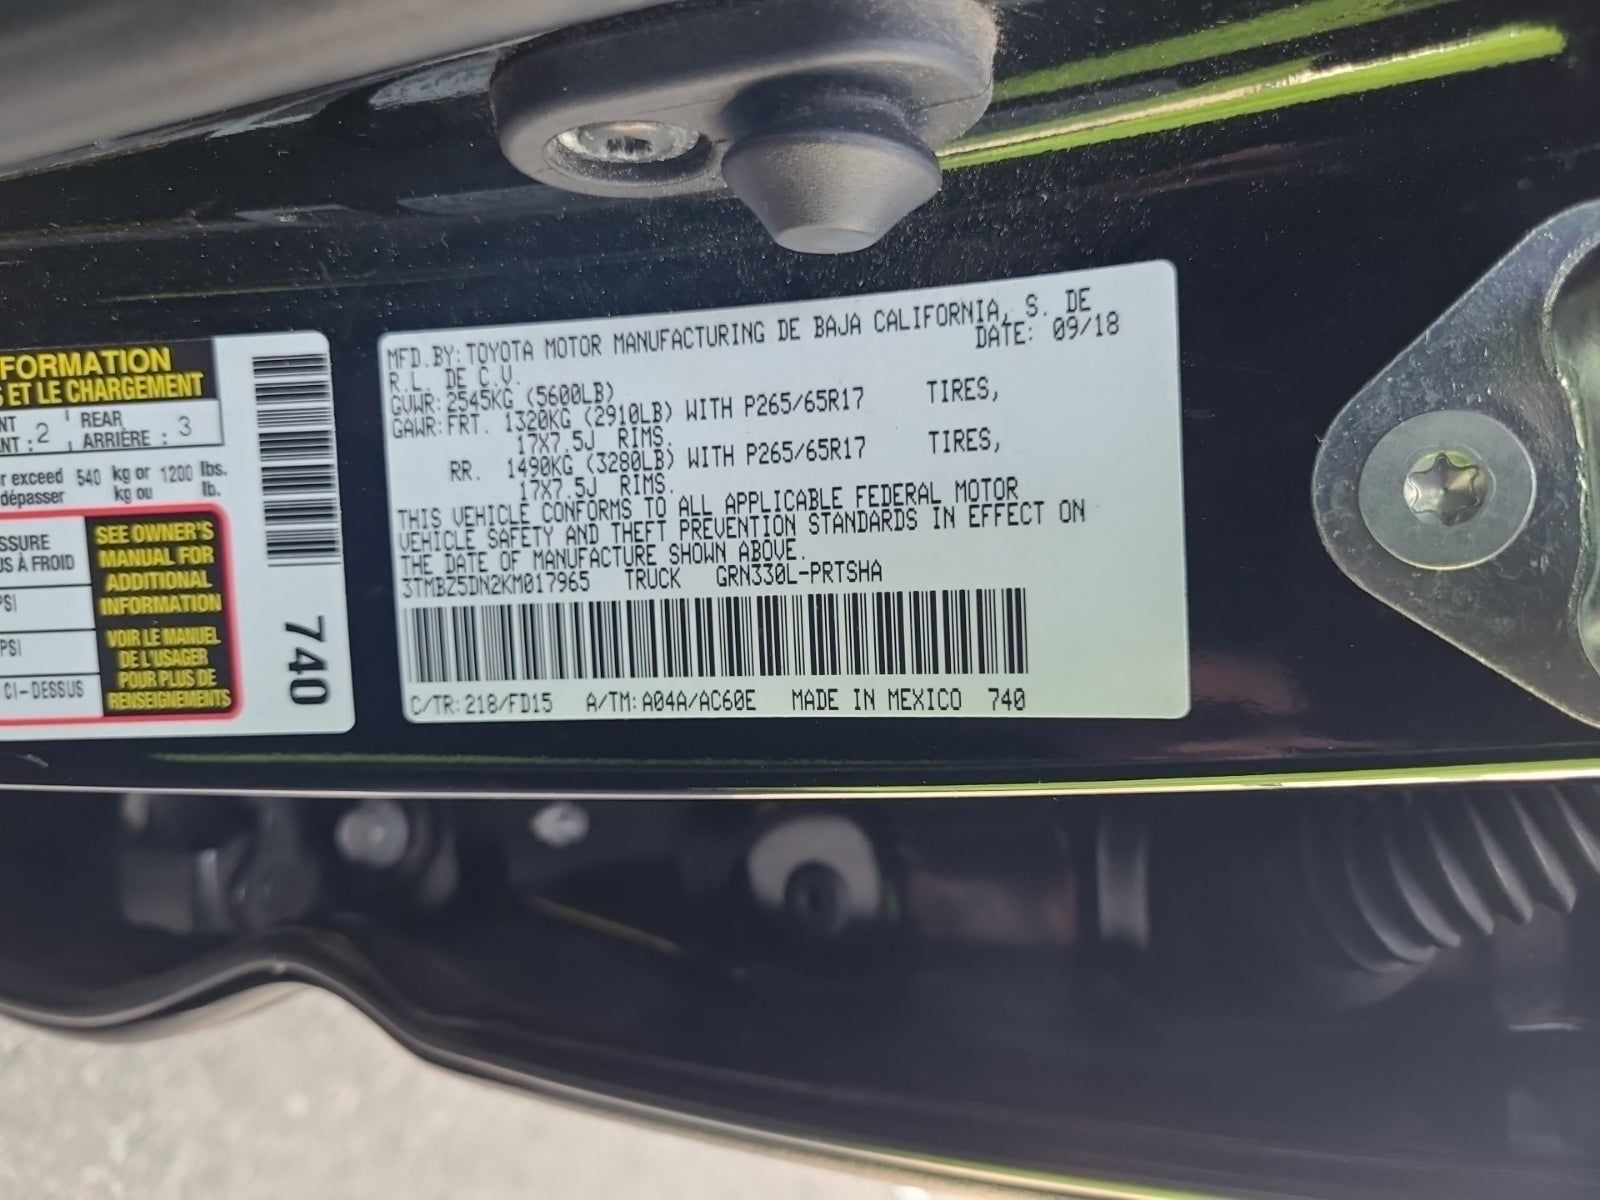 FORMATION
ET LE CHARGEMENT
REAR
: 2 ARRIÈRE : 3
exceed 540 kg or 1200 lbs.
dépasser kg ou lb.
À FROID
SEE OWNER'S
MANUAL FOR
ADDITIONAL
INFORMATION
VOIR LE MANUEL
DE L'USAGER
POUR PLUS DE
RENSEIGNEMENTS
PSI
PSI
CI-DESSUS
740
MFD.BY:TOYOTA MOTOR MANUFACTURING DE BAJA CALIFORNIA, S. DE
R.L. DE C.V. DATE: 09/18
GVWR:2545KG (5600LB)
GAWR:FRT. 1320KG (2910LB) WITH P265/65R17 TIRES,
17X7.5J RIMS.
RR. 1490KG (3280LB) WITH P265/65R17 TIRES,
17X7.5J RIMS.
THIS VEHICLE CONFORMS TO ALL APPLICABLE FEDERAL MOTOR
VEHICLE SAFETY AND THEFT PREVENTION STANDARDS IN EFFECT ON
THE DATE OF MANUFACTURE SHOWN ABOVE.
3TMBZ5DN2KM017965 TRUCK GRN330L-PRTSHA
C/TR:218/FD15 A/TM:A04A/AC60E MADE IN MEXICO 740